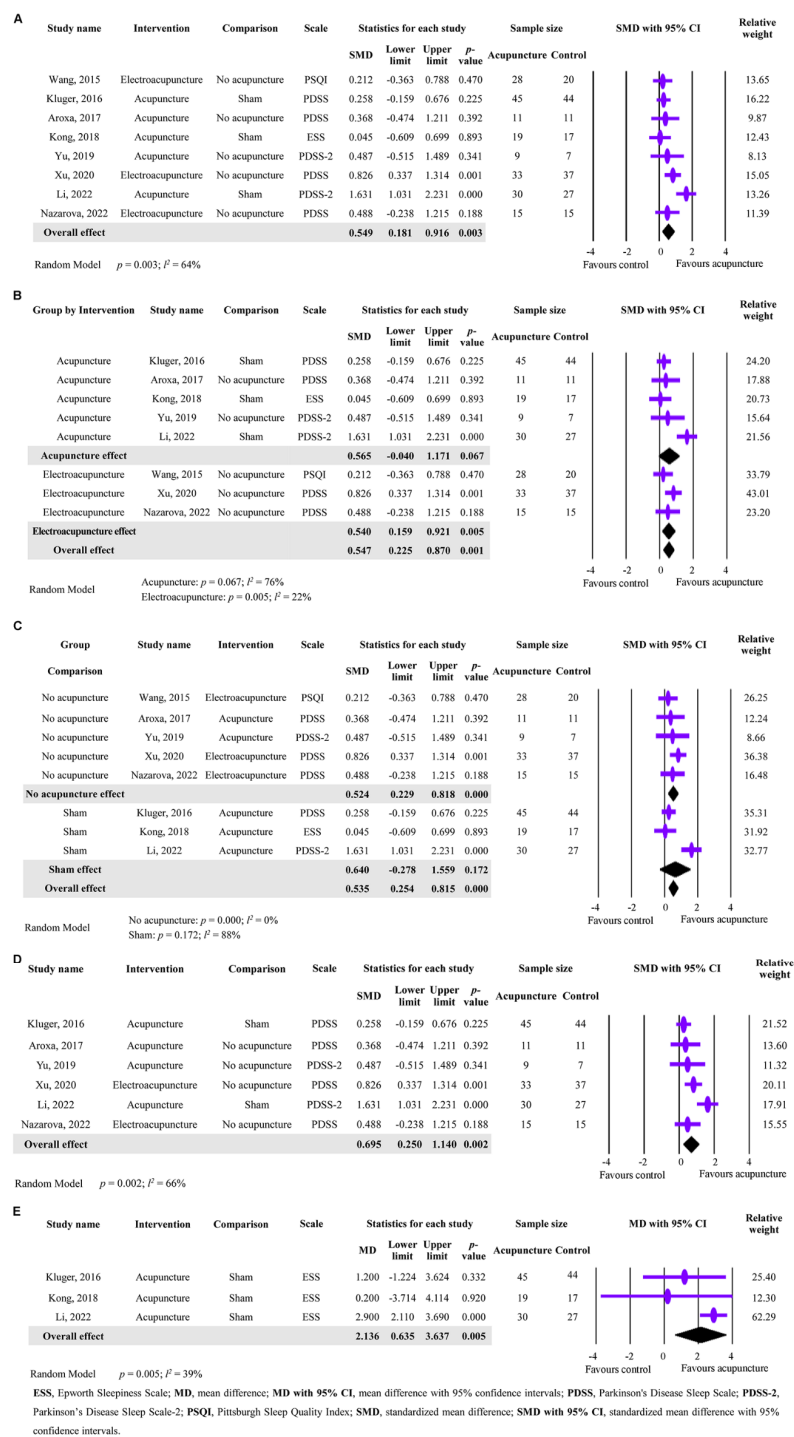 A
Study name Intervention Comparison Scale Statistics for each study Sample size SMD with 95% CI Relative weight
SMD Lower limit Upper limit p-value Acupuncture Control
Wang, 2015 Electroacupuncture No acupuncture PSQI 0.212 -0.363 0.788 0.470 28 20 13.65
Kluger, 2016 Acupuncture Sham PDSS 0.258 -0.159 0.676 0.225 45 44 16.22
Aroxa, 2017 Acupuncture No acupuncture PDSS 0.368 -0.474 1.211 0.392 11 11 9.87
Kong, 2018 Acupuncture Sham ESS 0.045 -0.609 0.699 0.893 19 17 12.43
Yu, 2019 Acupuncture No acupuncture PDSS-2 0.487 -0.515 1.489 0.341 9 7 8.13
Xu, 2020 Electroacupuncture No acupuncture PDSS 0.826 0.337 1.314 0.001 33 37 15.05
Li, 2022 Acupuncture Sham PDSS-2 1.631 1.031 2.231 0.000 30 27 13.26
Nazarova, 2022 Electroacupuncture No acupuncture PDSS 0.488 -0.238 1.215 0.188 15 15 11.39
Overall effect 0.549 0.181 0.916 0.003
-4 -2 0 2 4
Random Model p = 0.003; I² = 64% Favours control Favours acupuncture
B
Group by Intervention Study name Comparison Scale Statistics for each study Sample size SMD with 95% CI Relative weight
SMD Lower limit Upper limit p-value Acupuncture Control
Acupuncture Kluger, 2016 Sham PDSS 0.258 -0.159 0.676 0.225 45 44 24.20
Acupuncture Aroxa, 2017 No acupuncture PDSS 0.368 -0.474 1.211 0.392 11 11 17.88
Acupuncture Kong, 2018 Sham ESS 0.045 -0.609 0.699 0.893 19 17 20.73
Acupuncture Yu, 2019 No acupuncture PDSS-2 0.487 -0.515 1.489 0.341 9 7 15.64
Acupuncture Li, 2022 Sham PDSS-2 1.631 1.031 2.231 0.000 30 27 21.56
Acupuncture effect 0.565 -0.040 1.171 0.067
Electroacupuncture Wang, 2015 No acupuncture PSQI 0.212 -0.363 0.788 0.470 28 20 33.79
Electroacupuncture Xu, 2020 No acupuncture PDSS 0.826 0.337 1.314 0.001 33 37 43.01
Electroacupuncture Nazarova, 2022 No acupuncture PDSS 0.488 -0.238 1.215 0.188 15 15 23.20
Electroacupuncture effect 0.540 0.159 0.921 0.005
Overall effect 0.547 0.225 0.870 0.001
-2 0 2 4
Favours control Favours acupuncture
Random Model Acupuncture: p = 0.067; I² = 76%
Electroacupuncture: p = 0.005; I² = 22%
C
Group Comparison Study name Intervention Scale Statistics for each study Sample size SMD with 95% CI Relative weight
SMD Lower limit Upper limit p-value Acupuncture Control
No acupuncture Wang, 2015 Electroacupuncture PSQI 0.212 -0.363 0.788 0.470 28 20 26.25
No acupuncture Aroxa, 2017 Acupuncture PDSS 0.368 -0.474 1.211 0.392 11 11 12.24
No acupuncture Yu, 2019 Acupuncture PDSS-2 0.487 -0.515 1.489 0.341 9 7 8.66
No acupuncture Xu, 2020 Electroacupuncture PDSS 0.826 0.337 1.314 0.001 33 37 36.38
No acupuncture Nazarova, 2022 Electroacupuncture PDSS 0.488 -0.238 1.215 0.188 15 15 16.48
No acupuncture effect 0.524 0.229 0.818 0.000
Sham Kluger, 2016 Acupuncture PDSS 0.258 -0.159 0.676 0.225 45 44 35.31
Sham Kong, 2018 Acupuncture ESS 0.045 -0.609 0.699 0.893 19 17 31.92
Sham Li, 2022 Acupuncture PDSS-2 1.631 1.031 2.231 0.000 30 27 32.77
Sham effect 0.640 -0.278 1.559 0.172
Overall effect 0.535 0.254 0.815 0.000
-4 -2 0 2 4
Favours control Favours acupuncture
Random Model No acupuncture: p = 0.000; I² = 0%
Sham: p = 0.172; I² = 88%
D
Study name Intervention Comparison Scale Statistics for each study Sample size SMD with 95% CI Relative weight
SMD Lower limit Upper limit p-value Acupuncture Control
Kluger, 2016 Acupuncture Sham PDSS 0.258 -0.159 0.676 0.225 45 44 21.52
Aroxa, 2017 Acupuncture No acupuncture PDSS 0.368 -0.474 1.211 0.392 11 11 13.60
Yu, 2019 Acupuncture No acupuncture PDSS-2 0.487 -0.515 1.489 0.341 9 7 11.32
Xu, 2020 Electroacupuncture No acupuncture PDSS 0.826 0.337 1.314 0.001 33 37 20.11
Li, 2022 Acupuncture Sham PDSS-2 1.631 1.031 2.231 0.000 30 27 17.91
Nazarova, 2022 Electroacupuncture No acupuncture PDSS 0.488 -0.238 1.215 0.188 15 15 15.55
Overall effect 0.695 0.250 1.140 0.002
-4 -2 0 2 4
Favours control Favours acupuncture
Random Model p = 0.002; I² = 66%
E
Study name Intervention Comparison Scale Statistics for each study Sample size MD with 95% CI Relative weight
MD Lower limit Upper limit p-value Acupuncture Control
Kluger, 2016 Acupuncture Sham ESS 1.200 -1.224 3.624 0.332 45 44 25.40
Kong, 2018 Acupuncture Sham ESS 0.200 -3.714 4.114 0.920 19 17 12.30
Li, 2022 Acupuncture Sham ESS 2.900 2.110 3.690 0.000 30 27 62.29
Overall effect 2.136 0.635 3.637 0.005
-4 -2 0 2 4
Favours control Favours acupuncture
Random Model p = 0.005; I² = 39%
ESS, Epworth Sleepiness Scale; MD, mean difference; MD with 95% CI, mean difference with 95% confidence intervals; PDSS, Parkinson's Disease Sleep Scale; PDSS-2,
Parkinson's Disease Sleep Scale-2; PSQI, Pittsburgh Sleep Quality Index; SMD, standardized mean difference; SMD with 95% CI, standardized mean difference with 95%
confidence intervals.